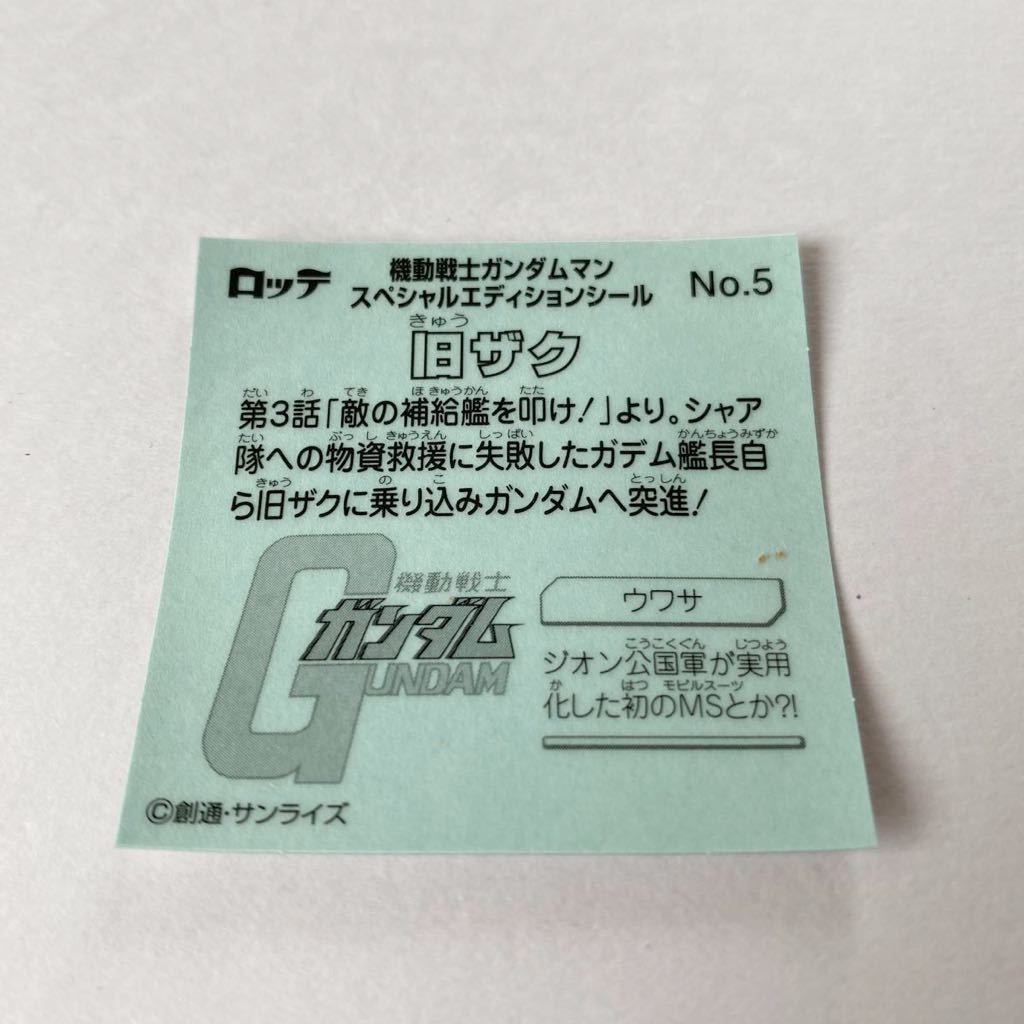 ロッテ
機動戦士ガンダムマン
スペシャルエディションシール
No.5
きゅう
旧ザク
だい わ てき ほ きゅうかん たた
第3話「敵の補給艦を叩け!」より。シャア
たい ぶっ し きゅうえん しっぱい かんちょうみずか
隊への物資救援に失敗したガデム艦長自
きゅう の こ とっしん
ら旧ザクに乗り込みガンダムへ突進!
機動戦士
ガンダム
GUNDAM
ウワサ
こうこくぐん じつよう
ジオン公国軍が実用
か はつ モビルスーツ
化した初のMSとか?!
©創通・サンライズ